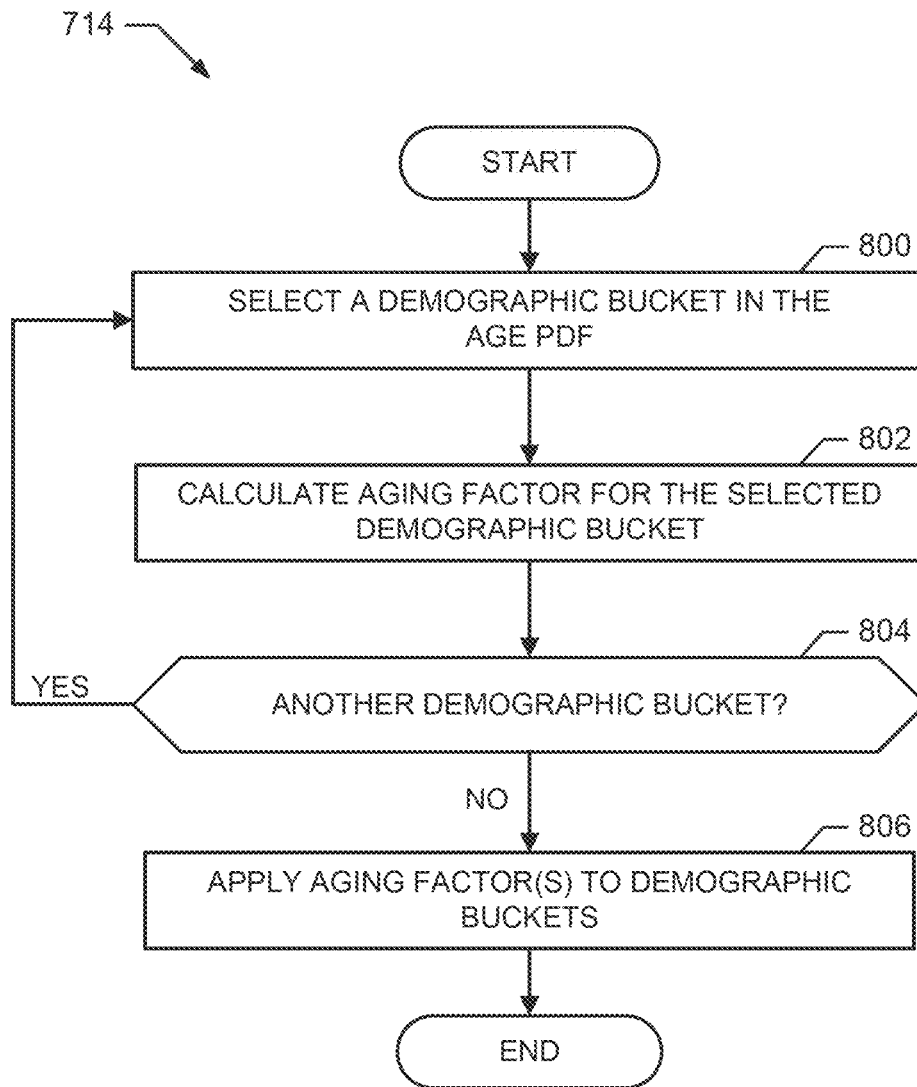 714
START
800
SELECT A DEMOGRAPHIC BUCKET IN THE
AGE PDF
802
CALCULATE AGING FACTOR FOR THE SELECTED
DEMOGRAPHIC BUCKET
804
YES
ANOTHER DEMOGRAPHIC BUCKET?
NO
806
APPLY AGING FACTOR(S) TO DEMOGRAPHIC
BUCKETS
END